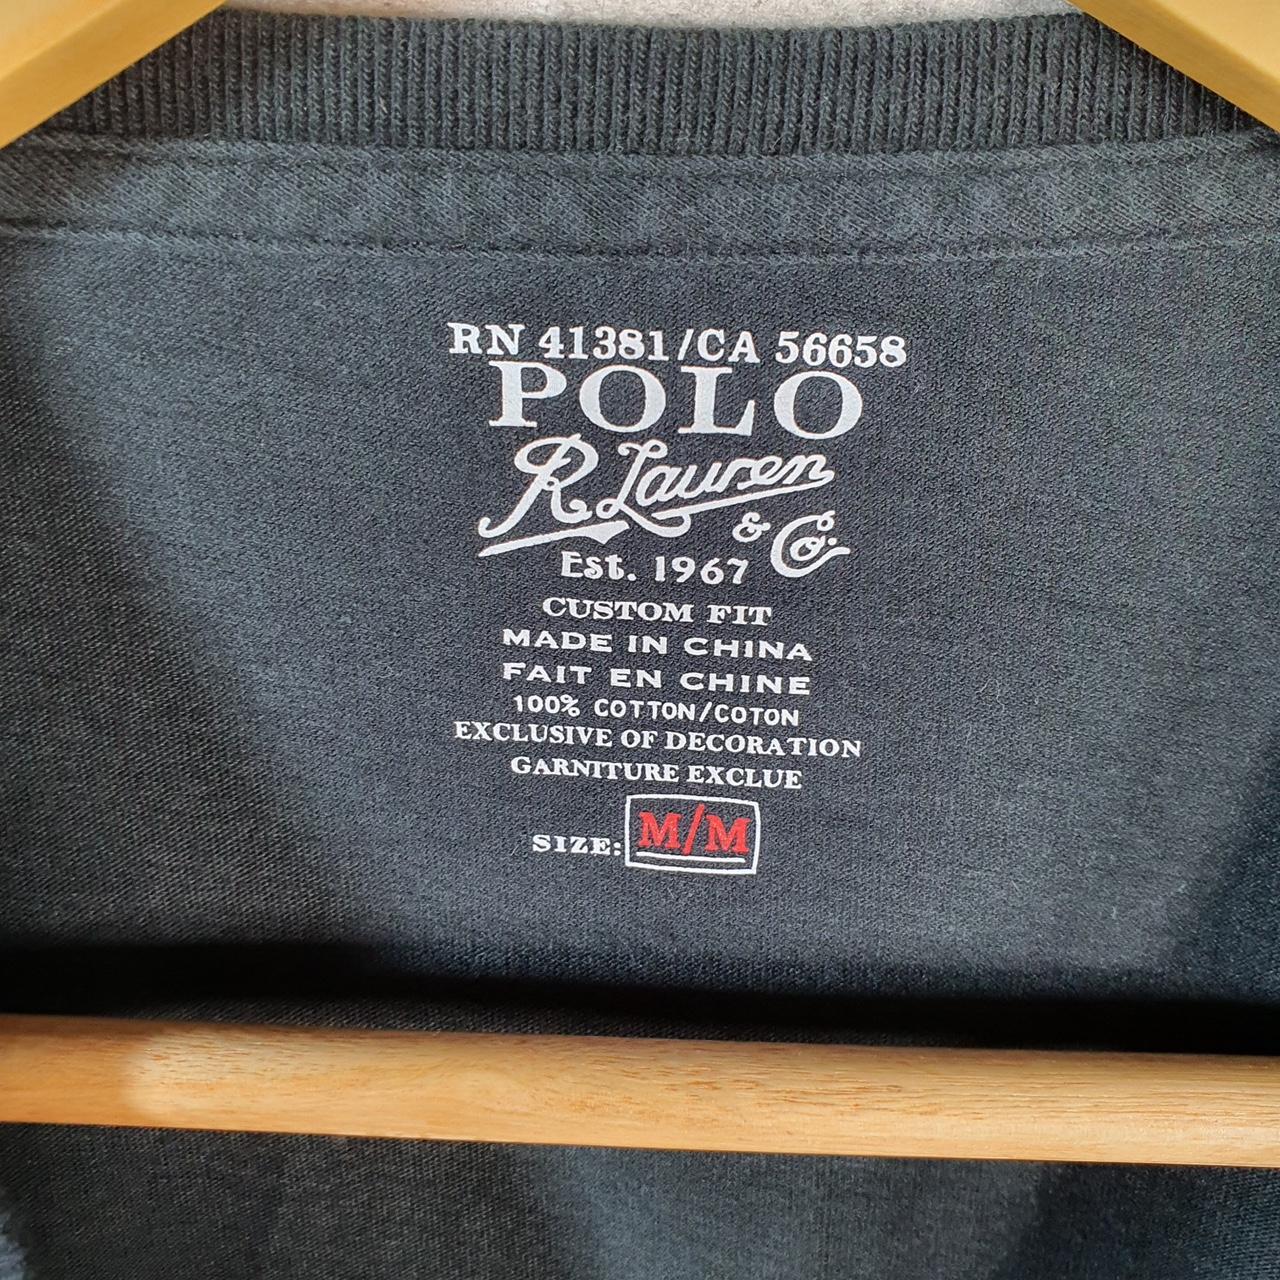 RN 41381/CA 56658
POLO
R. Lauren
& Co.
Est. 1967
CUSTOM FIT
MADE IN CHINA
FAIT EN CHINE
100% COTTON/COTON
EXCLUSIVE OF DECORATION
GARNITURE EXCLUE
SIZE: M/M